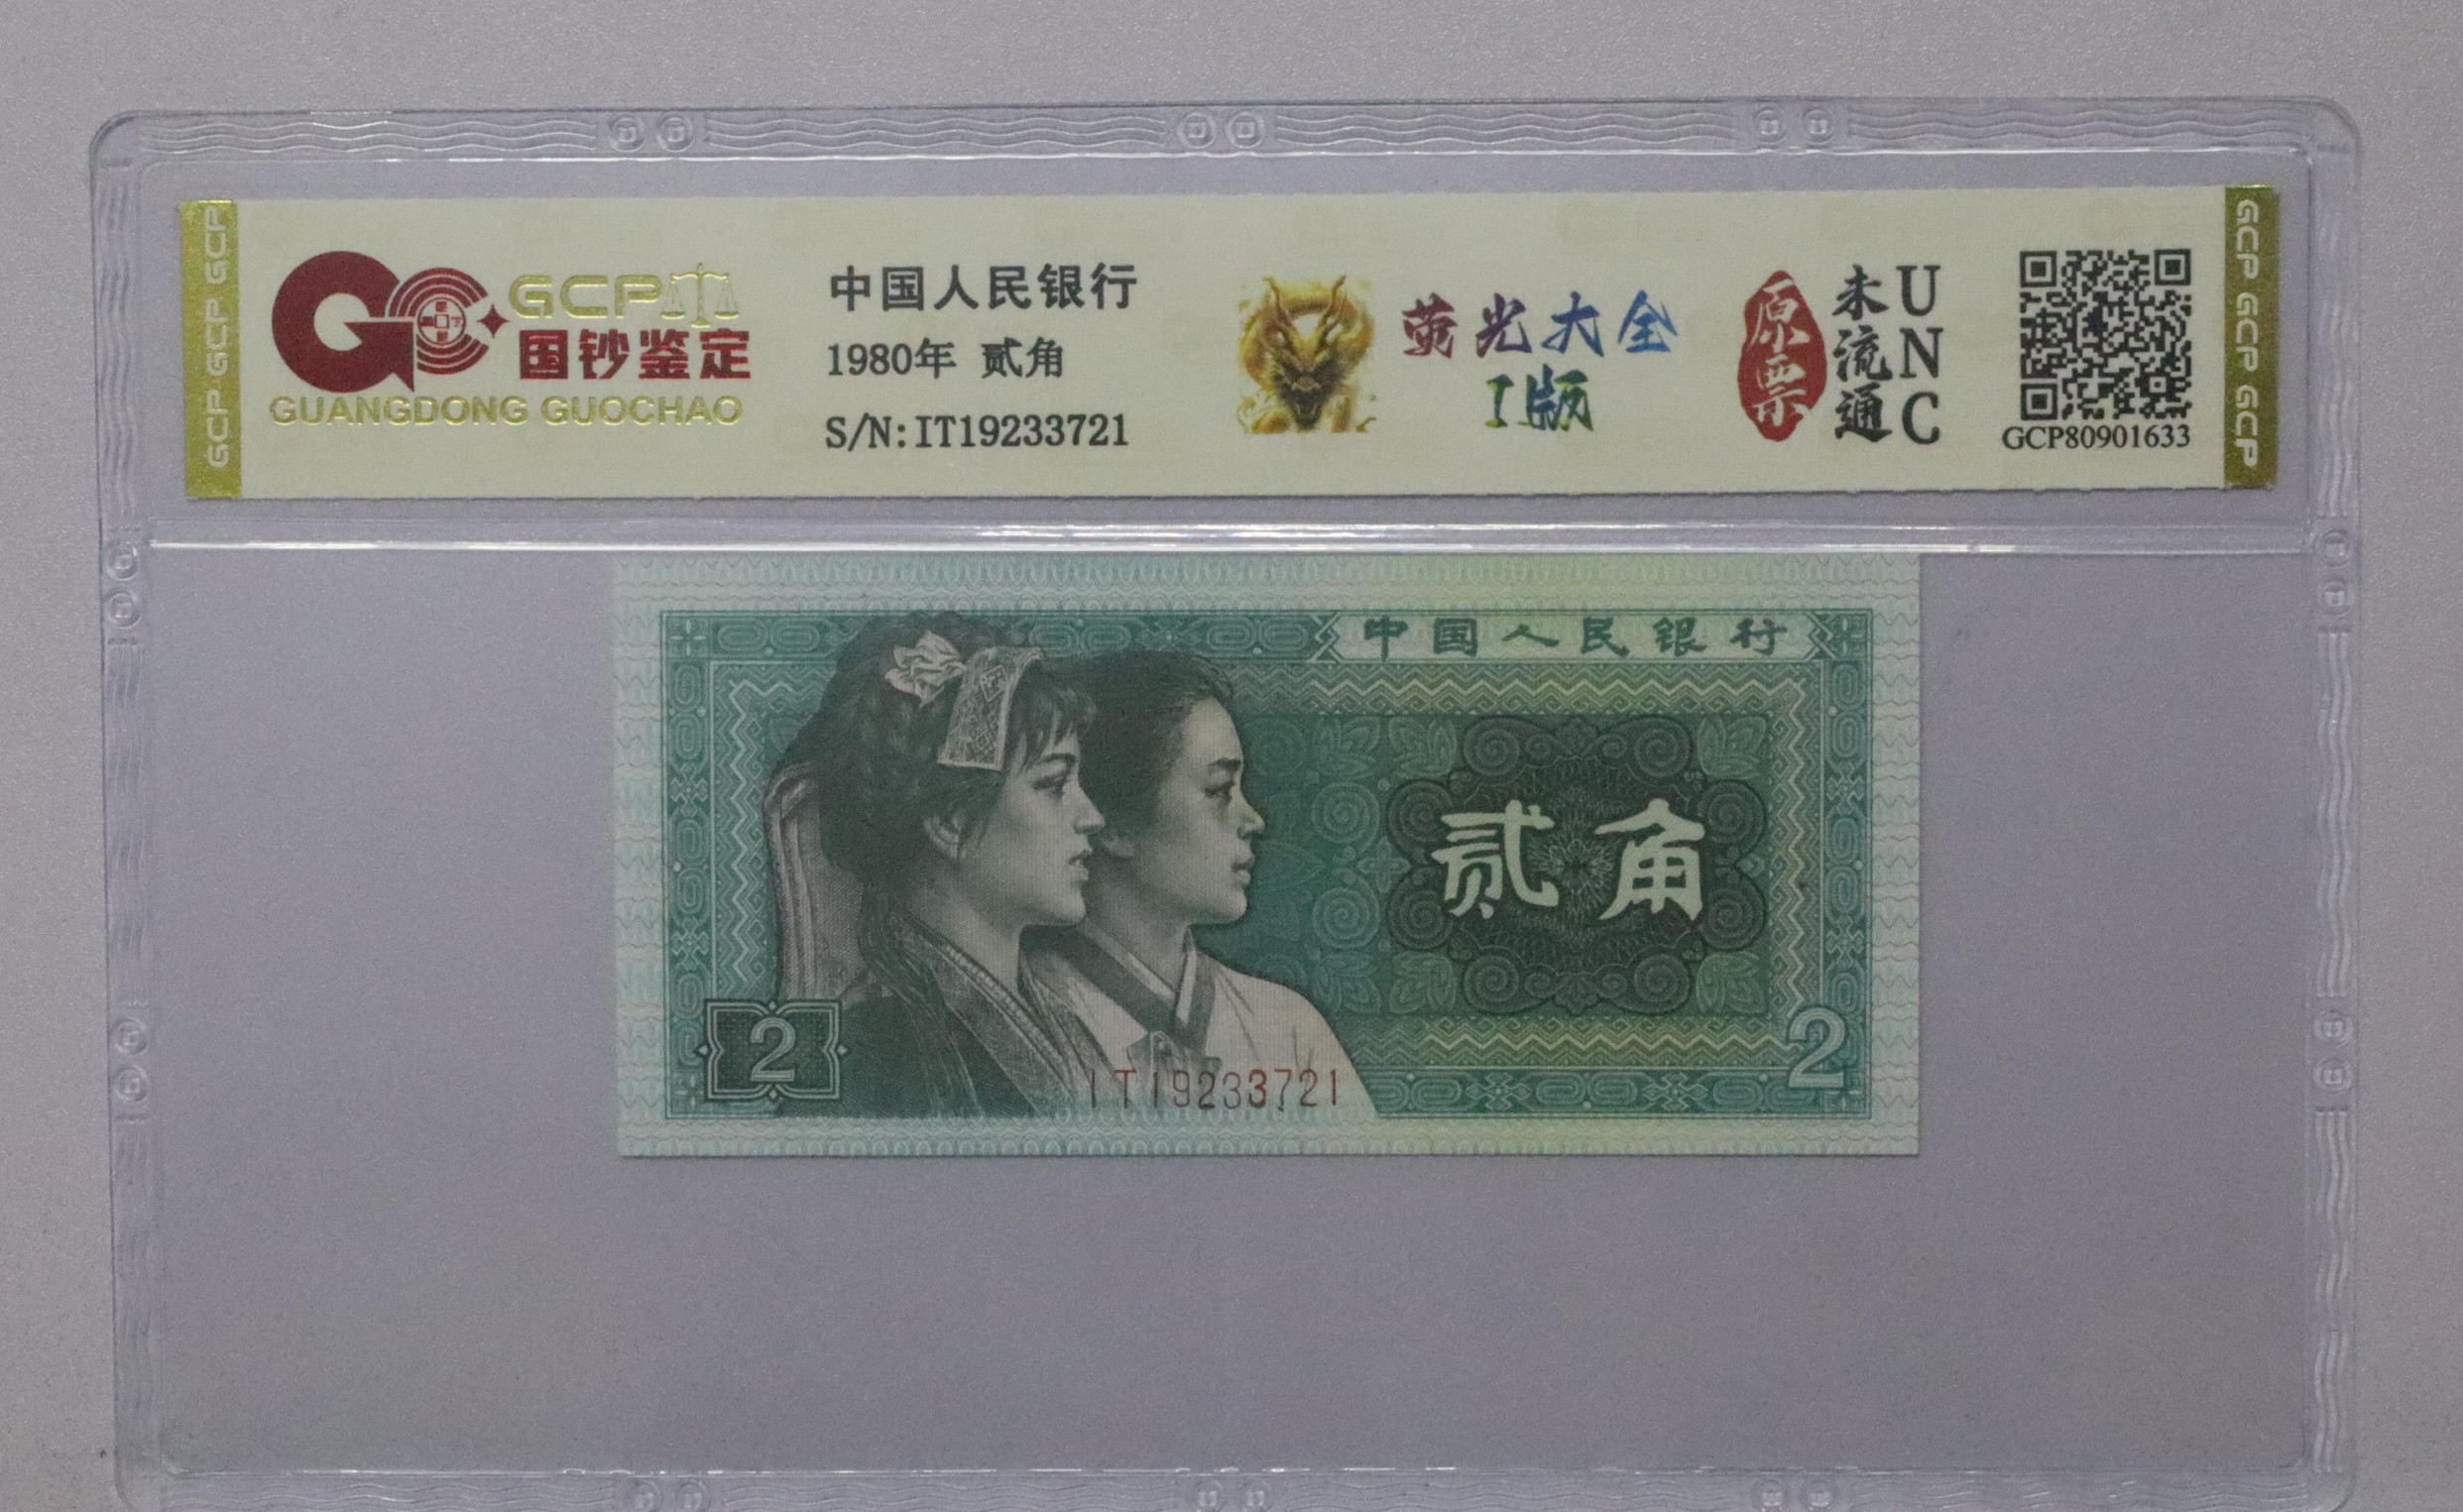 GCP GCP GCP
GCP
国钞鉴定
GUANGDONG GUOCHAO
中国人民银行
1980年 贰角
S/N:IT19233721
荧光大全
I版
原票
未流通
UNC
GCP80901633
GCP GCP GCP
中国人民银行
贰角
2
IT19233721
2